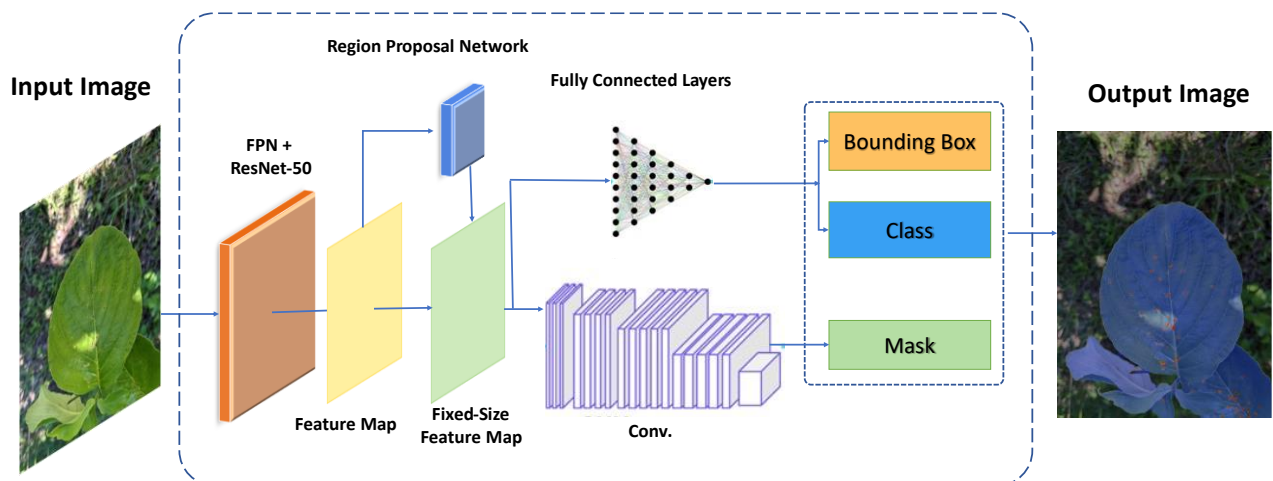 Input Image
Region Proposal Network
FPN +
ResNet-50
Feature Map
Fixed-Size
Feature Map
Fully Connected Layers
Conv.
Bounding Box
Class
Mask
Output Image